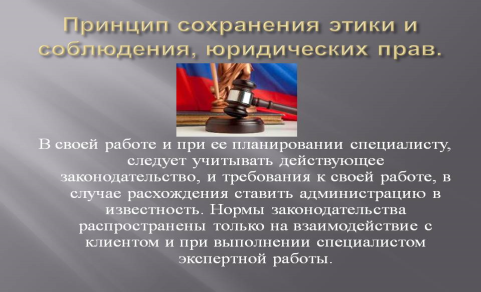 Принцип сохранения этики и
соблюдения, юридических прав.
В своей работе и при ее планировании специалисту,
следует учитывать действующее
законодательство, и требования к своей работе, в
случае расхождения ставить администрацию в
известность. Нормы законодательства
распространены только на взаимодействие с
клиентом и при выполнении специалистом
экспертной работы.